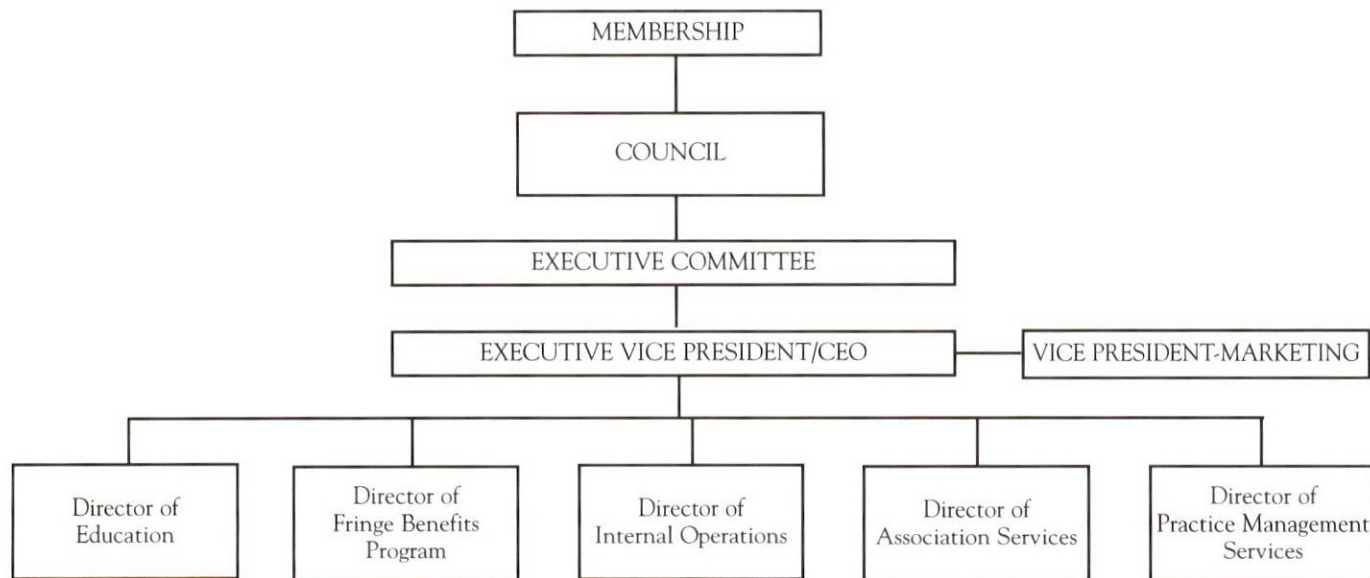 MEMBERSHIP
COUNCIL
EXECUTIVE COMMITTEE
EXECUTIVE VICE PRESIDENT/CEO
VICE PRESIDENT-MARKETING
Director of
Education
Director of
Fringe Benefits
Program
Director of
Internal Operations
Director of
Association Services
Director of
Practice Management
Services